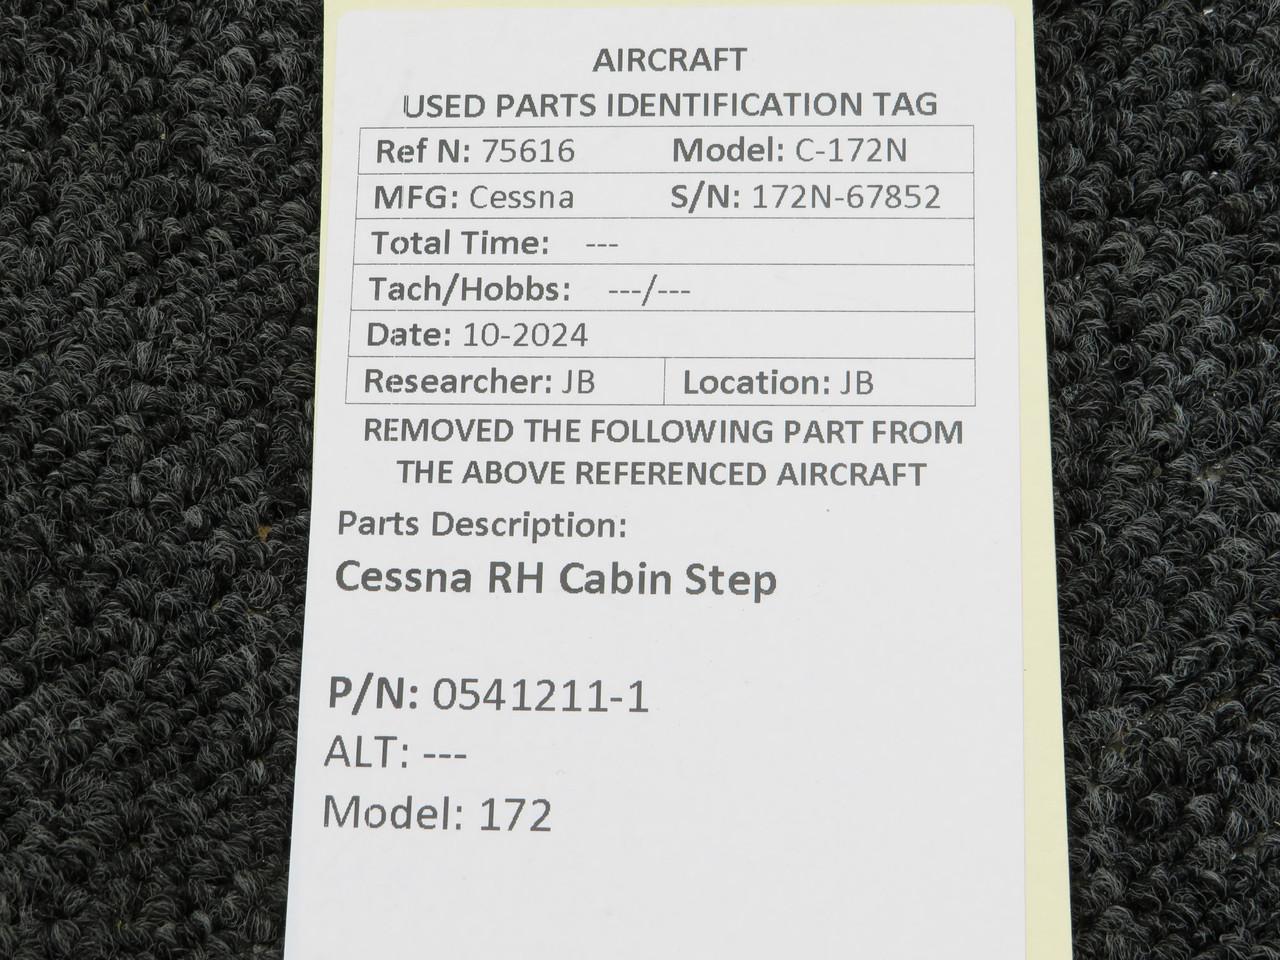 AIRCRAFT
USED PARTS IDENTIFICATION TAG
Ref N: 75616 Model: C-172N
MFG: Cessna S/N: 172N-67852
Total Time: ---
Tach/Hobbs: ---/---
Date: 10-2024
Researcher: JB Location: JB
REMOVED THE FOLLOWING PART FROM
THE ABOVE REFERENCED AIRCRAFT
Parts Description:
Cessna RH Cabin Step
P/N: 0541211-1
ALT: ---
Model: 172